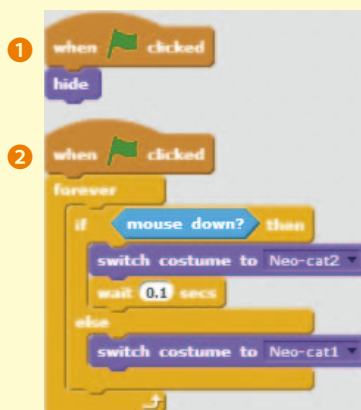 1
when clicked
hide
2
when clicked
forever
if mouse down? then
switch costume to Neo-cat2
wait 0.1 secs
else
switch costume to Neo-cat1